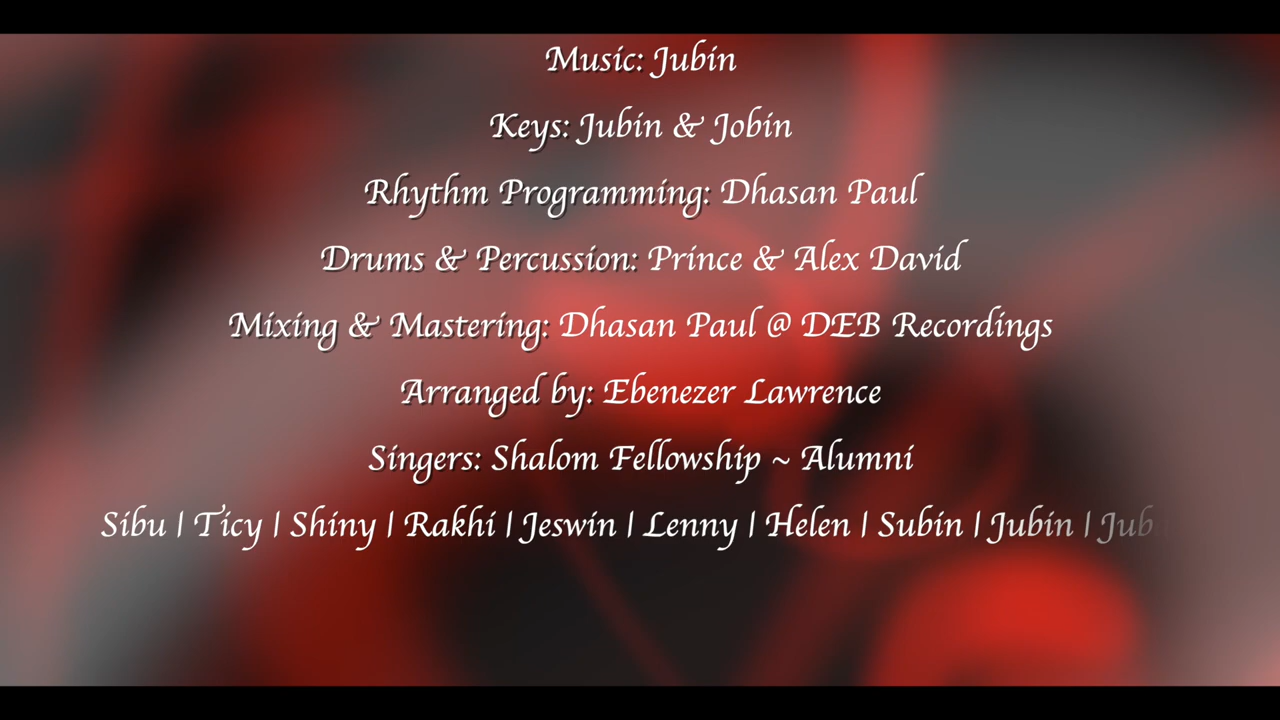 Music: Jubin
Keys: Jubin & Jobin
Rhythm Programming: Dhasan Paul
Drums & Percussion: Prince & Alex David
Mixing & Mastering: Dhasan Paul @ DEB Recordings
Arranged by: Ebenezer Lawrence
Singers: Shalom Fellowship ~ Alumni
Sibu | Ticy | Shiny | Rakhi | Jeswin | Lenny | Helen | Subin | Jubin |